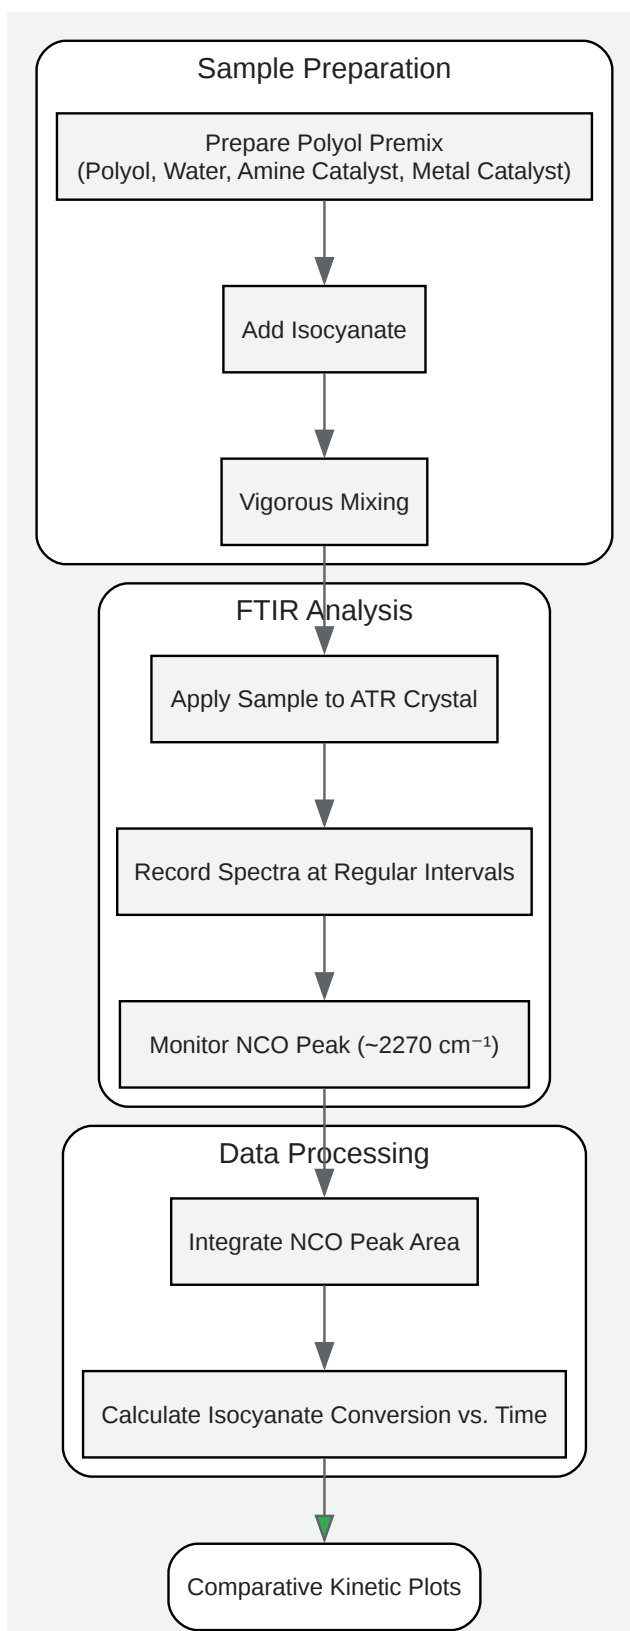 Sample Preparation
Prepare Polyol Premix
(Polyol, Water, Amine Catalyst, Metal Catalyst)
Add Isocyanate
Vigorous Mixing
FTIR Analysis
Apply Sample to ATR Crystal
Record Spectra at Regular Intervals
Monitor NCO Peak (~2270 cm⁻¹)
Data Processing
Integrate NCO Peak Area
Calculate Isocyanate Conversion vs. Time
Comparative Kinetic Plots